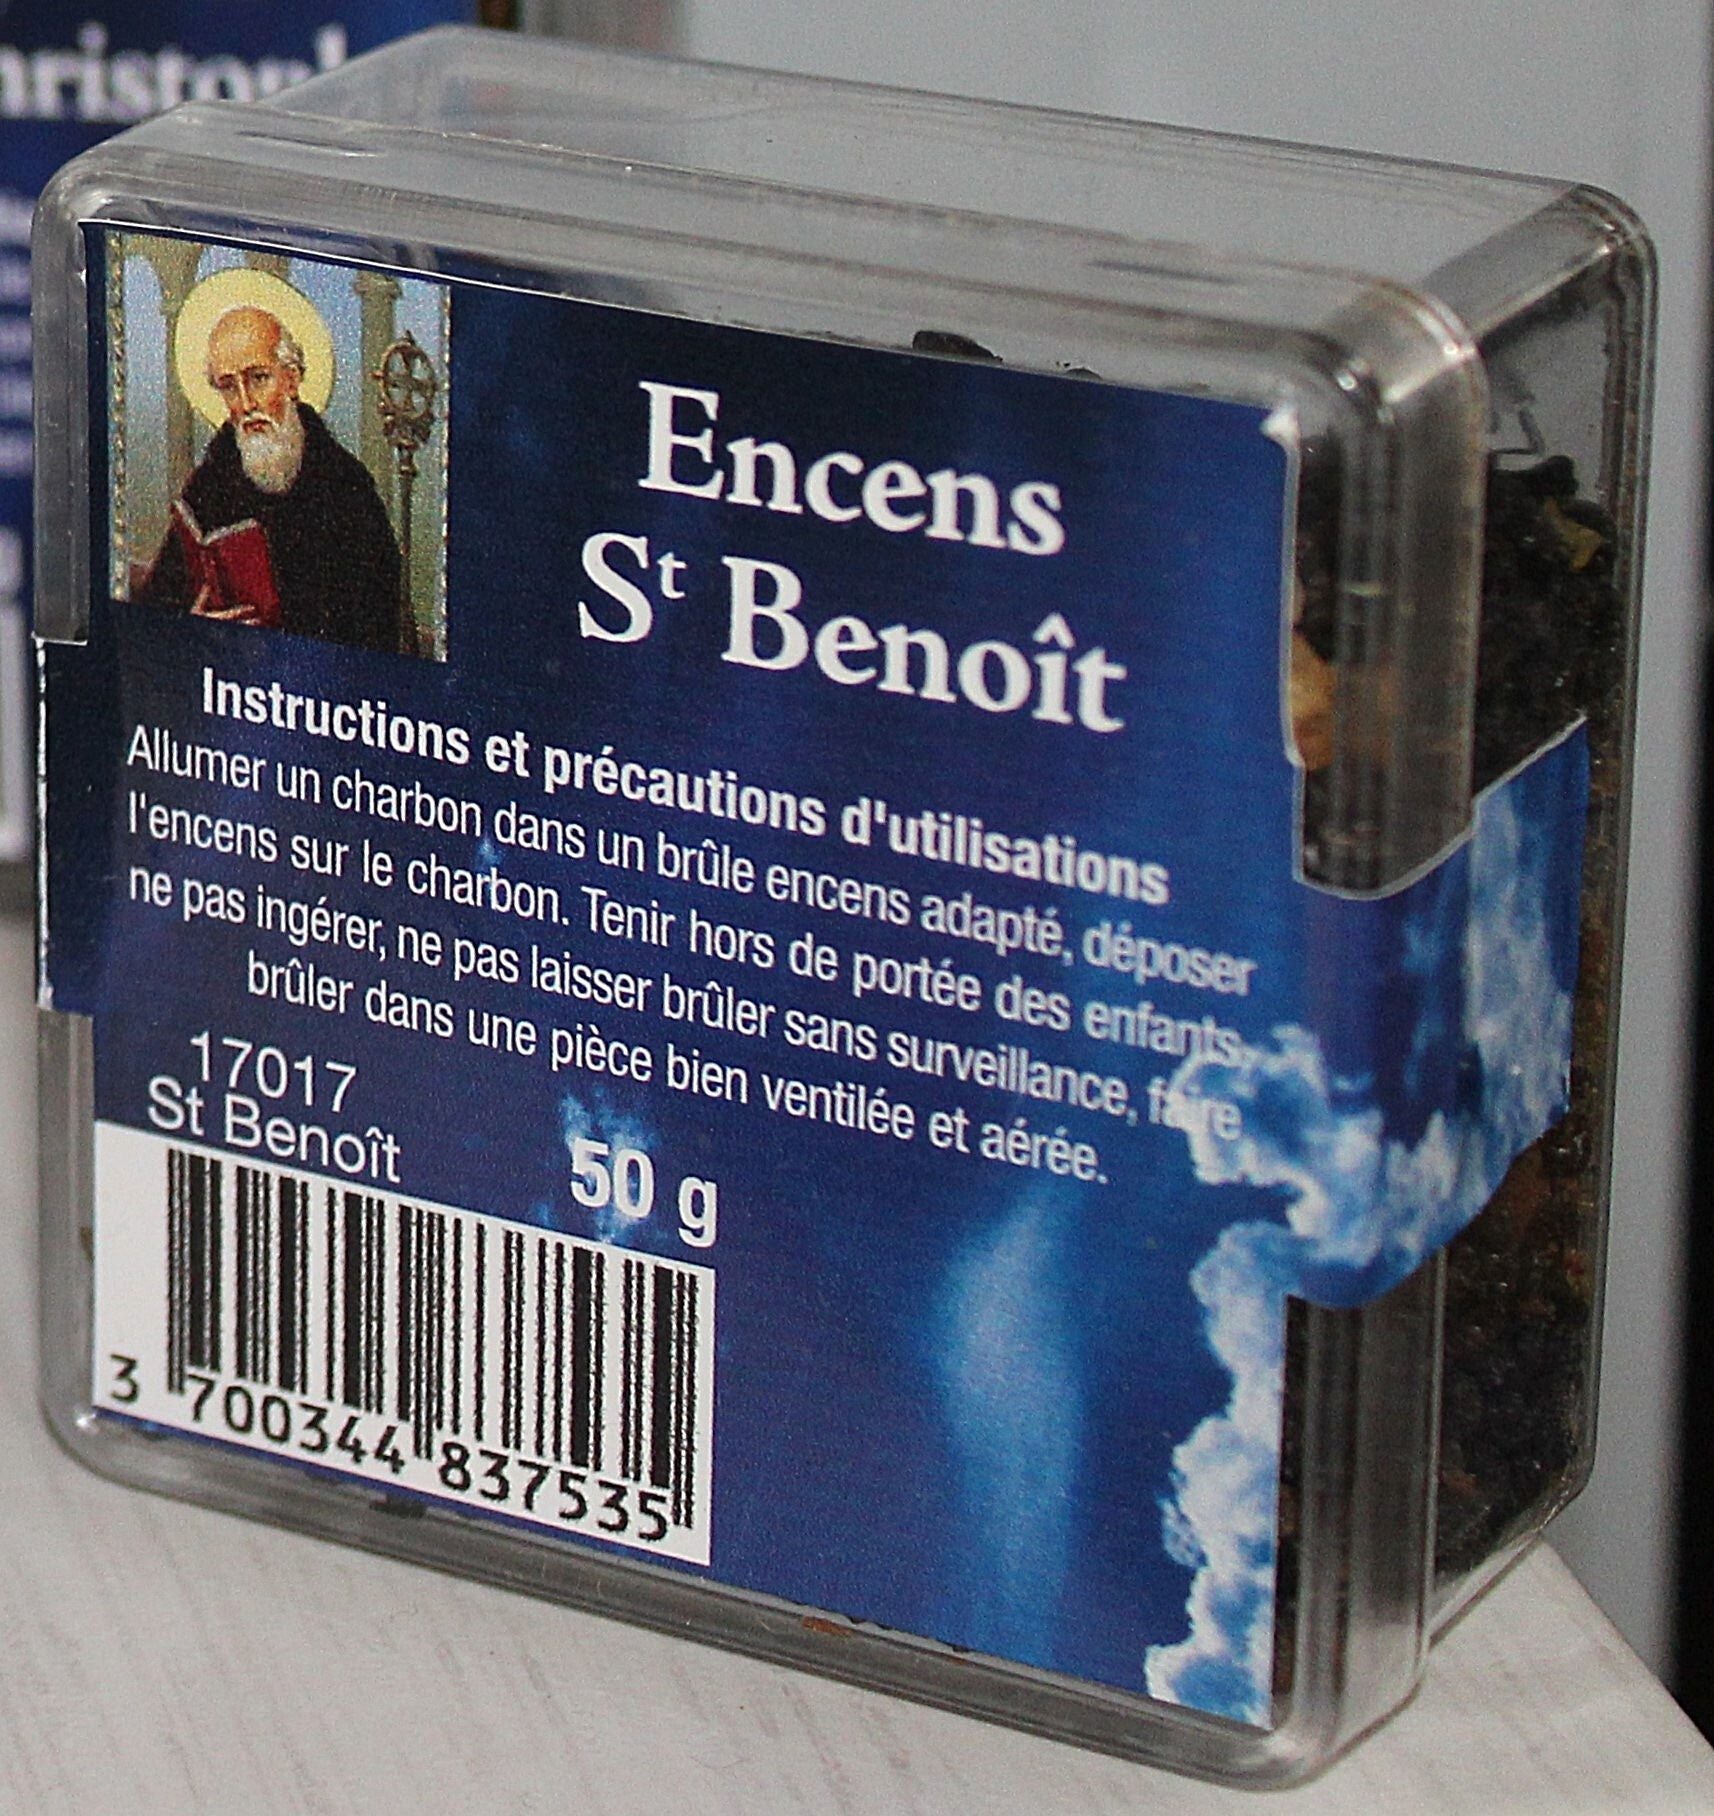 Encens
St Benoît
Instructions et précautions d'utilisations
Allumer un charbon dans un brûle encens adapté, déposer
l'encens sur le charbon. Tenir hors de portée des enfants,
ne pas ingérer, ne pas laisser brûler sans surveillance, faire
brûler dans une pièce bien ventilée et aérée.
17017
St Benoît
50 g
3 700344 837535